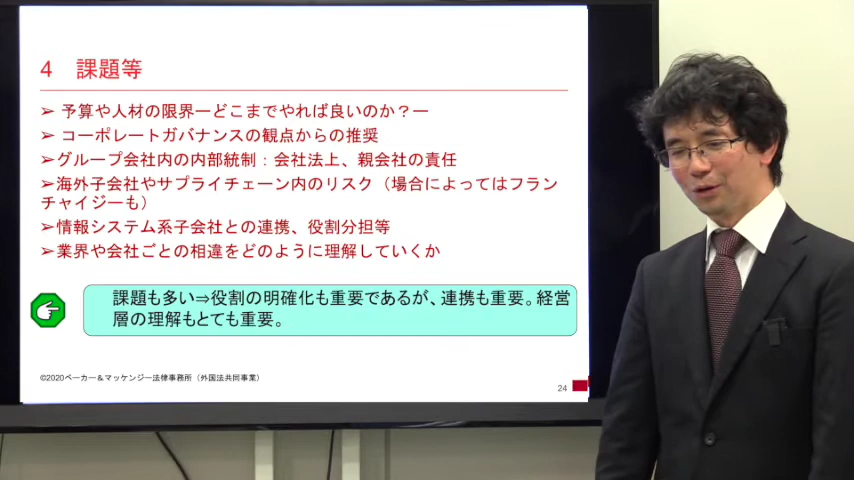 4 課題等
➢ 予算や人材の限界ーどこまでやれば良いのか？ー
➢ コーポレートガバナンスの観点からの推奨
➢グループ会社内の内部統制：会社法上、親会社の責任
➢海外子会社やサプライチェーン内のリスク（場合によってはフラン
チャイジーも）
➢情報システム系子会社との連携、役割分担等
➢業界や会社ごとの相違をどのように理解していくか
課題も多い⇒役割の明確化も重要であるが、連携も重要。経営
層の理解もとても重要。
©2020ベーカー＆マッケンジー法律事務所（外国法共同事業）
24